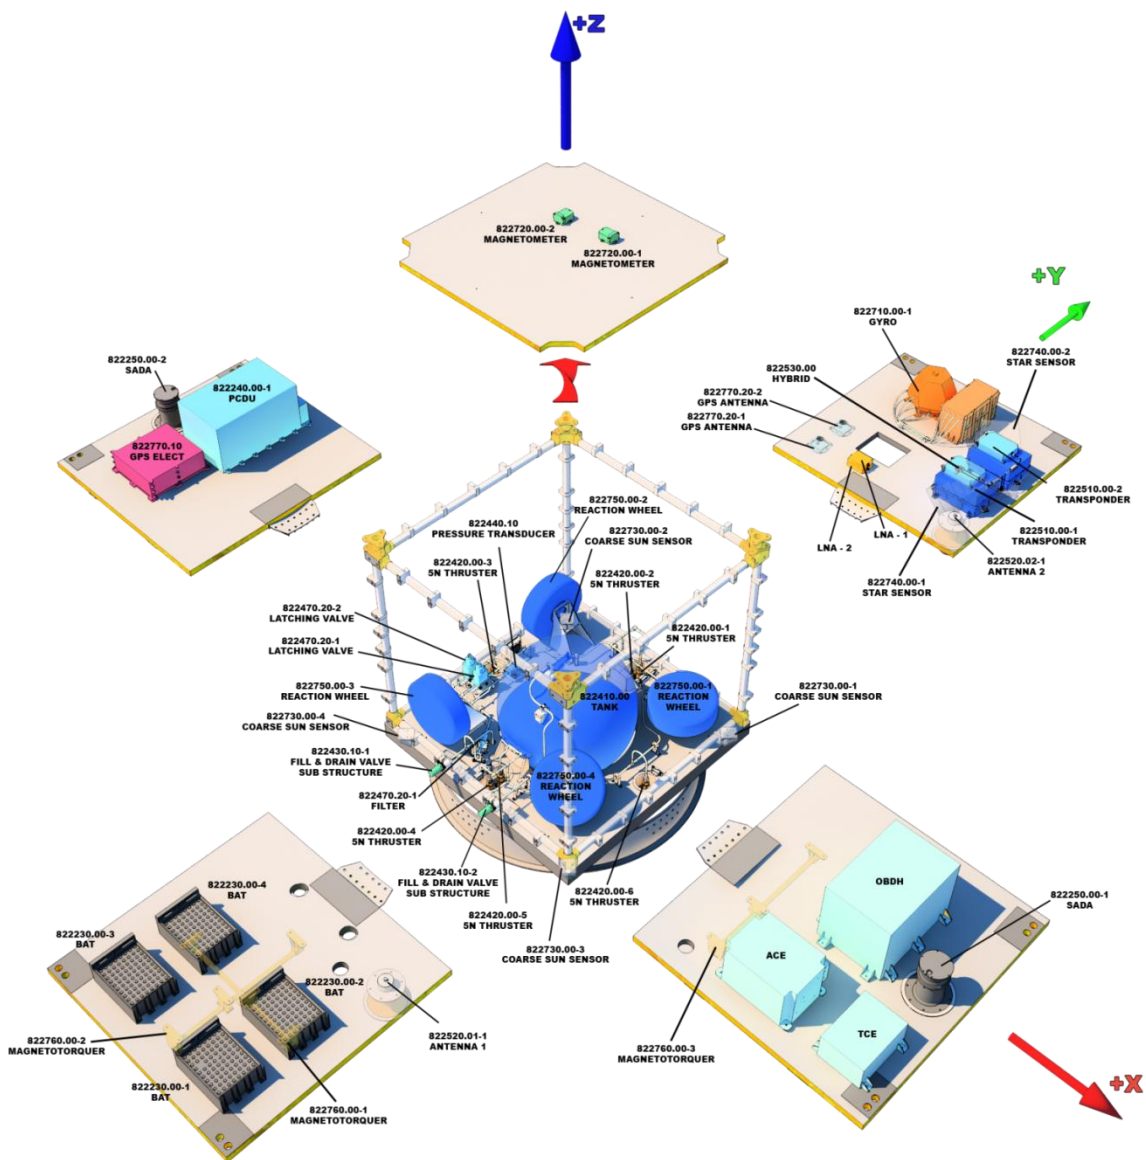 +Z
822720.00-2
MAGNETOMETER
822720.00-1
MAGNETOMETER
+Y
822250.00-2
SADA
822240.00-1
PCDU
822770.10
GPS ELECT
822710.00-1
GYRO
822740.00-2
STAR SENSOR
822530.00
HYBRID
822770.20-2
GPS ANTENNA
822770.20-1
GPS ANTENNA
822510.00-2
TRANSPONDER
822510.00-1
TRANSPONDER
LNA - 2
LNA - 1
822520.02-1
ANTENNA 2
822740.00-1
STAR SENSOR
822750.00-2
REACTION WHEEL
822440.10
PRESSURE TRANSDUCER
822730.00-2
COARSE SUN SENSOR
822420.00-3
5N THRUSTER
822420.00-2
5N THRUSTER
822470.20-2
LATCHING VALVE
822420.00-1
5N THRUSTER
822470.20-1
LATCHING VALVE
822750.00-3
REACTION WHEEL
822410.00
TANK
822750.00-1
REACTION
WHEEL
822730.00-1
COARSE SUN SENSOR
822730.00-4
COARSE SUN SENSOR
822430.10-1
FILL & DRAIN VALVE
SUB STRUCTURE
822750.00-4
REACTION
WHEEL
822470.20-1
FILTER
822420.00-4
5N THRUSTER
822430.10-2
FILL & DRAIN VALVE
SUB STRUCTURE
822420.00-6
5N THRUSTER
822420.00-5
5N THRUSTER
822730.00-3
COARSE SUN SENSOR
822230.00-4
BAT
822230.00-3
BAT
822230.00-2
BAT
822520.01-1
ANTENNA 1
822760.00-2
MAGNETOTORQUER
822230.00-1
BAT
822760.00-1
MAGNETOTORQUER
OBDH
822250.00-1
SADA
ACE
TCE
822760.00-3
MAGNETOTORQUER
+X